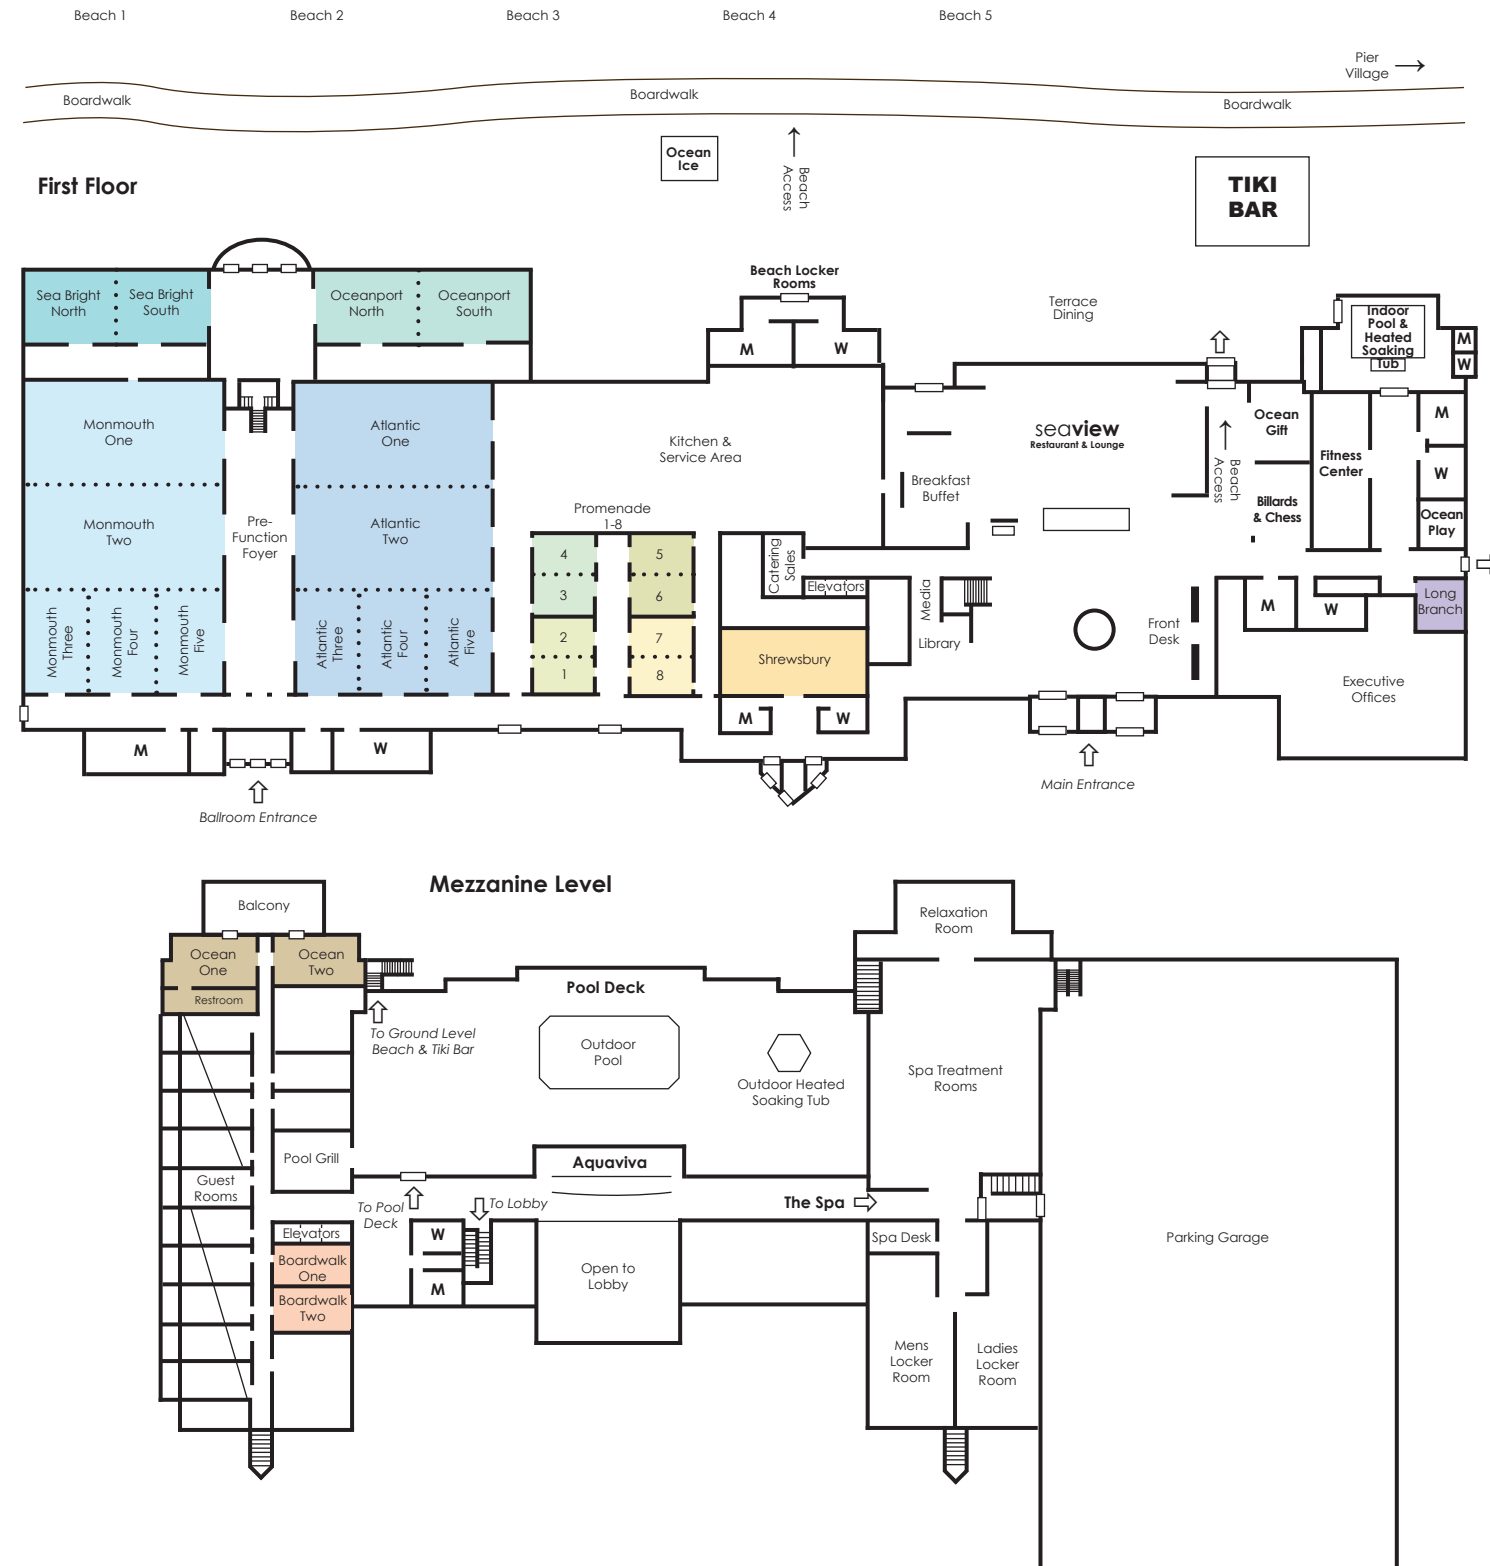 Beach 1
Beach 2
Beach 3
Beach 4
Beach 5
Pier
Village
Boardwalk
Boardwalk
Boardwalk
Ocean
Ice
Beach
Access
TIKI
BAR
First Floor
Beach Locker
Rooms
Terrace
Dining
Sea Bright
North
Sea Bright
South
Oceanport
North
Oceanport
South
M
W
Indoor
Pool &
Heated
Soaking
Tub
M
W
Monmouth
One
Atlantic
One
Kitchen &
Service Area
seaview
Restaurant & Lounge
Ocean
Gift
M
Beach
Access
Fitness
Center
W
Breakfast
Buffet
Billards
& Chess
Ocean
Play
Monmouth
Two
Pre-
Function
Foyer
Atlantic
Two
Promenade
1-8
4
3
2
1
5
6
7
8
Catering
Sales
Elevators
Media
Library
Front
Desk
M
W
Long
Branch
Monmouth
Three
Monmouth
Four
Monmouth
Five
Atlantic
Three
Atlantic
Four
Atlantic
Five
Shrewsbury
Executive
Offices
M
W
M
W
Main Entrance
Ballroom Entrance
Mezzanine Level
Balcony
Relaxation
Room
Ocean
One
Ocean
Two
Restroom
Pool Deck
To Ground Level
Beach & Tiki Bar
Outdoor
Pool
Outdoor Heated
Soaking Tub
Spa Treatment
Rooms
Pool Grill
Aquaviva
Guest
Rooms
To Pool
Deck
To Lobby
The Spa
Elevators
W
Spa Desk
Parking Garage
Boardwalk
One
Open to
Lobby
M
Boardwalk
Two
Mens
Locker
Room
Ladies
Locker
Room